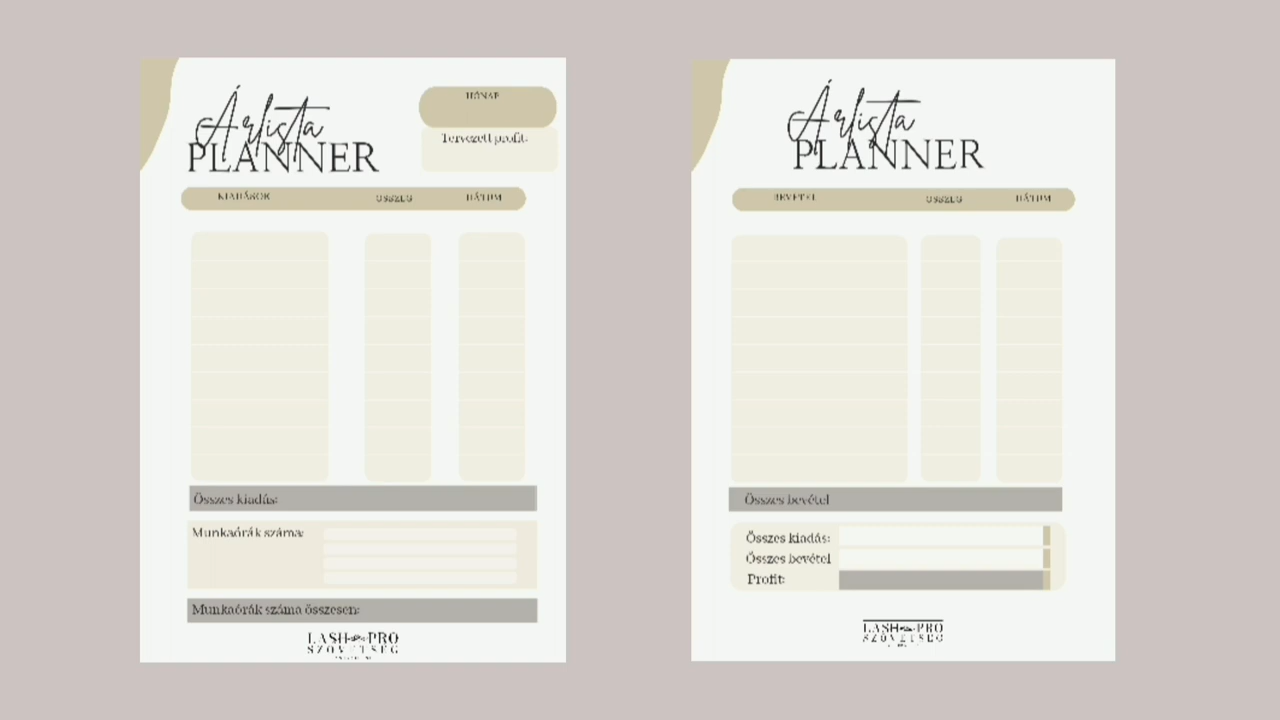 Árlista
PLANNER
HÓNAP
Tervezett profit:
KIADÁSOK ÖSSZEG DÁTUM
Összes kiadás:
Munkaórák száma:
Munkaórák száma összesen:
LASH PRO
SZÖVETSÉG
Árlista
PLANNER
BEVÉTEL ÖSSZEG DÁTUM
Összes bevétel
Összes kiadás:
Összes bevétel
Profit:
LASH PRO
SZÖVETSÉG